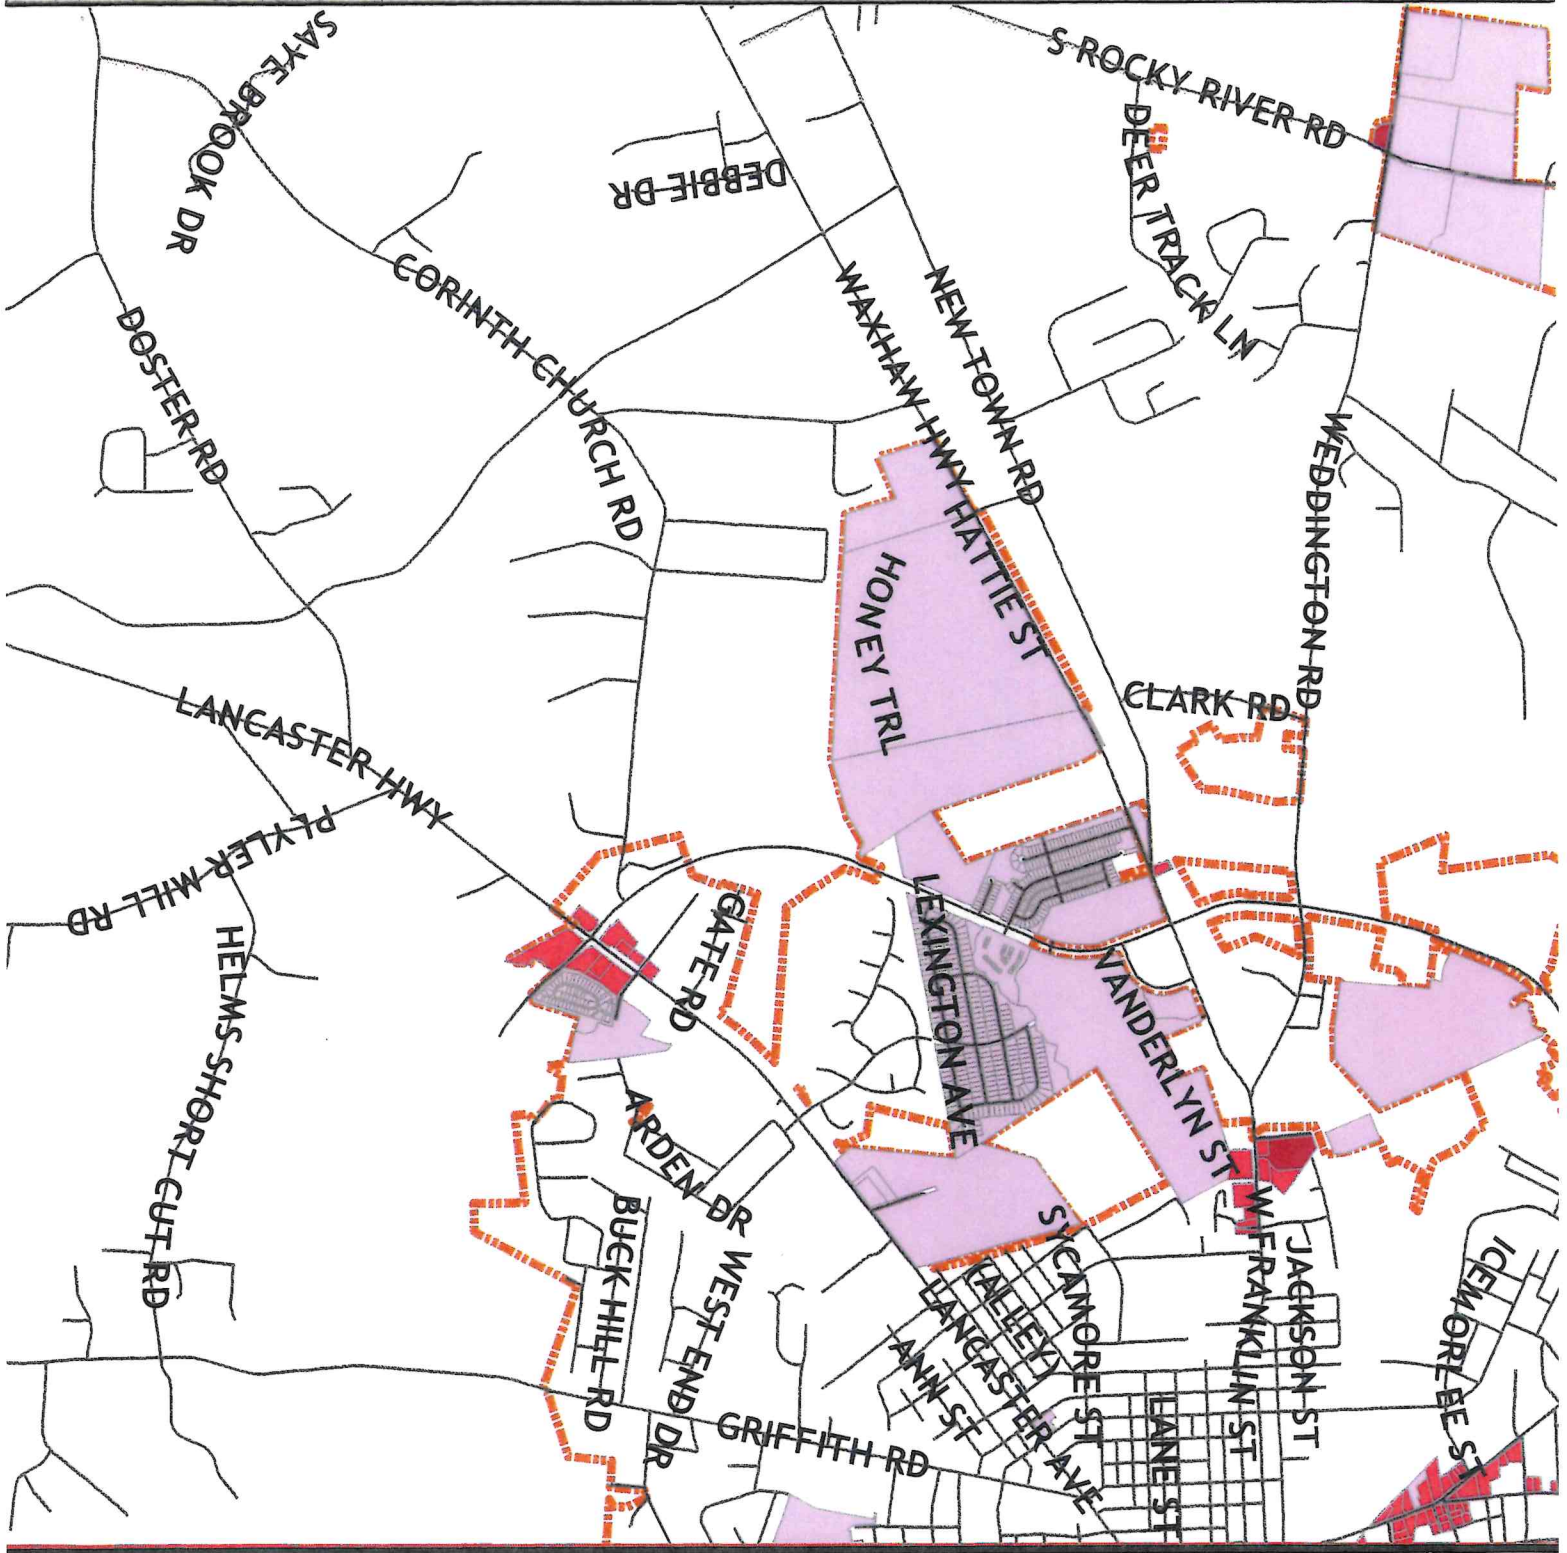 SAYE BROOK DR
S ROCKY RIVER RD
DEER TRACK LN
DEBBIE DR
CORINTH CHURCH RD
WAXHAW HWY
NEW TOWN RD
DOSTER RD
WEDDINGTON RD
HATTIE ST
HONEY TRL
CLARK RD
LANCASTER HWY
PLYLER MILL RD
LEXINGTON AVE
GATE RD
HELMS SHORT CUT RD
VANDERLYN ST
ARDEN DR
BUCK HILL RD
WEST END DR
SYCAMORE ST
(ALLEY)
LANCASTER AVE
ANN ST
W FRANKLIN ST
JACKSON ST
ICEMORLEE ST
LANE ST
GRIFFITH RD